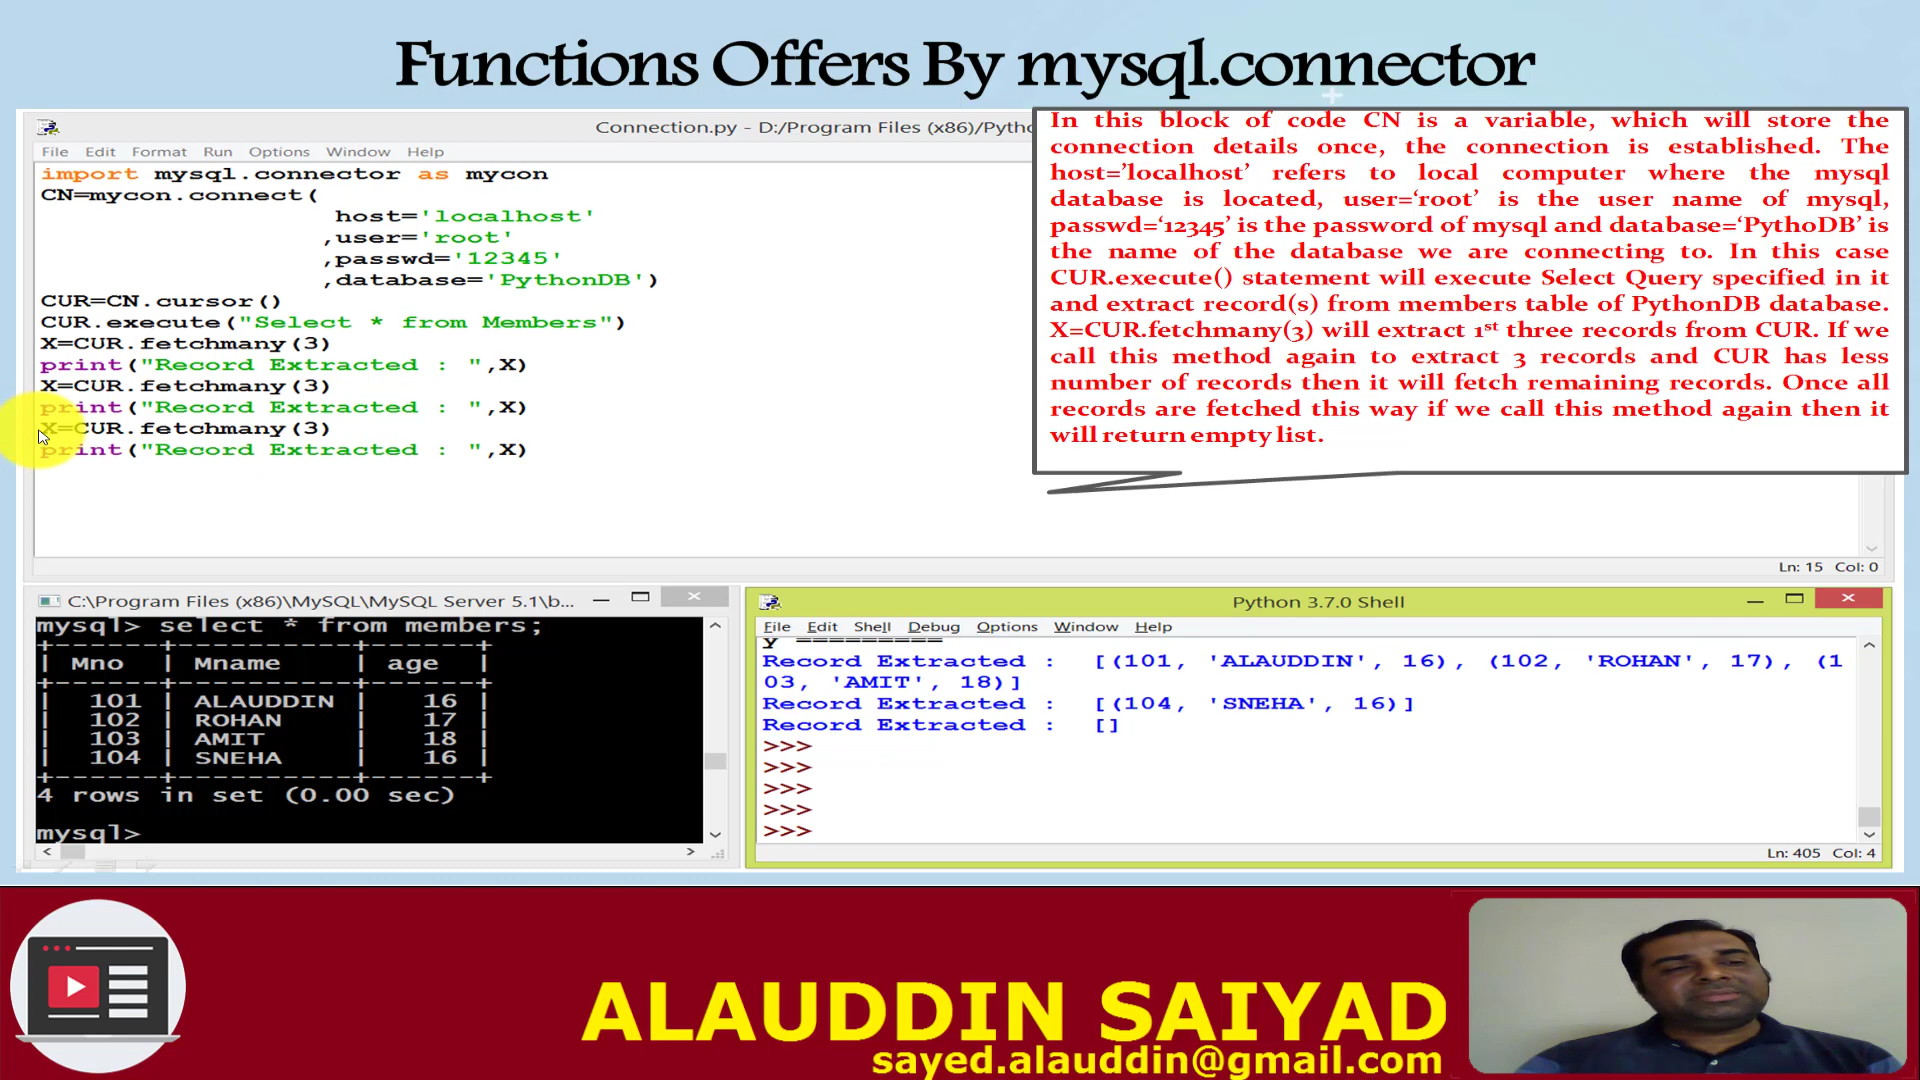 Functions Offers By mysql.connector
Connection.py - D:/Program Files (x86)/Pytho
File Edit Format Run Options Window Help
import mysql.connector as mycon
CN=mycon.connect(
host='localhost'
,user='root'
,passwd='12345'
,database='PythonDB')
CUR=CN.cursor()
CUR.execute("Select * from Members")
X=CUR.fetchmany(3)
print("Record Extracted : ",X)
X=CUR.fetchmany(3)
print("Record Extracted : ",X)
X=CUR.fetchmany(3)
print("Record Extracted : ",X)
Ln: 15 Col: 0
In this block of code CN is a variable, which will store the
connection details once, the connection is established. The
host=’localhost’ refers to local computer where the mysql
database is located, user=‘root’ is the user name of mysql,
passwd=‘12345’ is the password of mysql and database=‘PythoDB’ is
the name of the database we are connecting to. In this case
CUR.execute() statement will execute Select Query specified in it
and extract record(s) from members table of PythonDB database.
X=CUR.fetchmany(3) will extract 1st three records from CUR. If we
call this method again to extract 3 records and CUR has less
number of records then it will fetch remaining records. Once all
records are fetched this way if we call this method again then it
will return empty list.
C:\Program Files (x86)\MySQL\MySQL Server 5.1\b...
mysql> select * from members;
+------+----------+------+
| Mno | Mname | age |
+------+----------+------+
| 101 | ALAUDDIN | 16 |
| 102 | ROHAN | 17 |
| 103 | AMIT | 18 |
| 104 | SNEHA | 16 |
+------+----------+------+
4 rows in set (0.00 sec)
mysql>
Python 3.7.0 Shell
File Edit Shell Debug Options Window Help
y =========
Record Extracted : [(101, 'ALAUDDIN', 16), (102, 'ROHAN', 17), (1
03, 'AMIT', 18)]
Record Extracted : [(104, 'SNEHA', 16)]
Record Extracted : []
>>>
>>>
>>>
>>>
>>>
Ln: 405 Col: 4
ALAUDDIN SAIYAD
sayed.alauddin@gmail.com